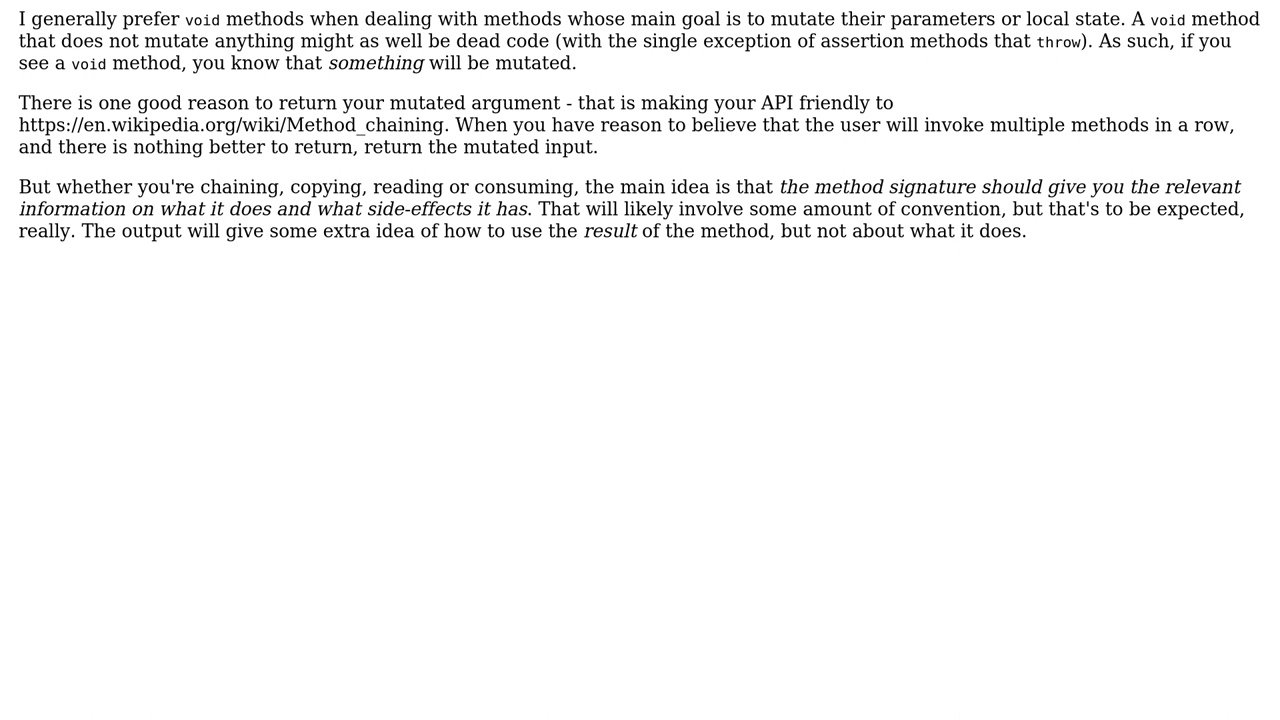 I generally prefer void methods when dealing with methods whose main goal is to mutate their parameters or local state. A void method
that does not mutate anything might as well be dead code (with the single exception of assertion methods that throw). As such, if you
see a void method, you know that something will be mutated.
There is one good reason to return your mutated argument - that is making your API friendly to
https://en.wikipedia.org/wiki/Method_chaining. When you have reason to believe that the user will invoke multiple methods in a row,
and there is nothing better to return, return the mutated input.
But whether you're chaining, copying, reading or consuming, the main idea is that the method signature should give you the relevant
information on what it does and what side-effects it has. That will likely involve some amount of convention, but that's to be expected,
really. The output will give some extra idea of how to use the result of the method, but not about what it does.